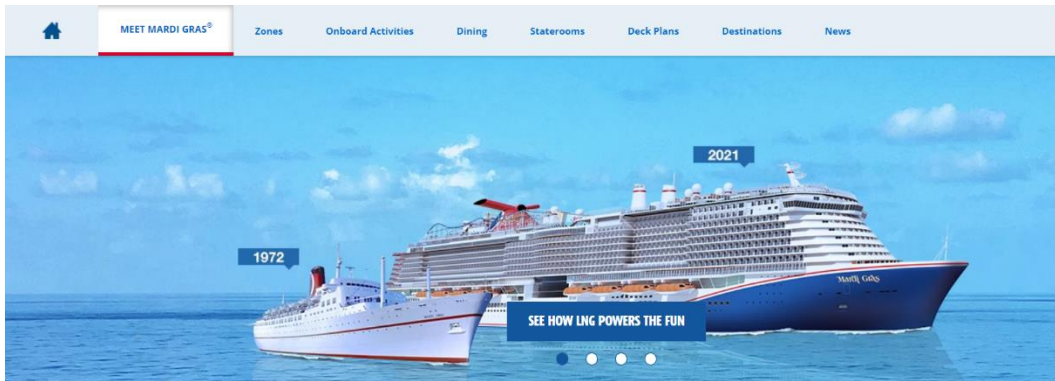 MEET MARDI GRAS®
Zones
Onboard Activities
Dining
Staterooms
Deck Plans
Destinations
News
2021
1972
Mardi Gras
SEE HOW LNG POWERS THE FUN